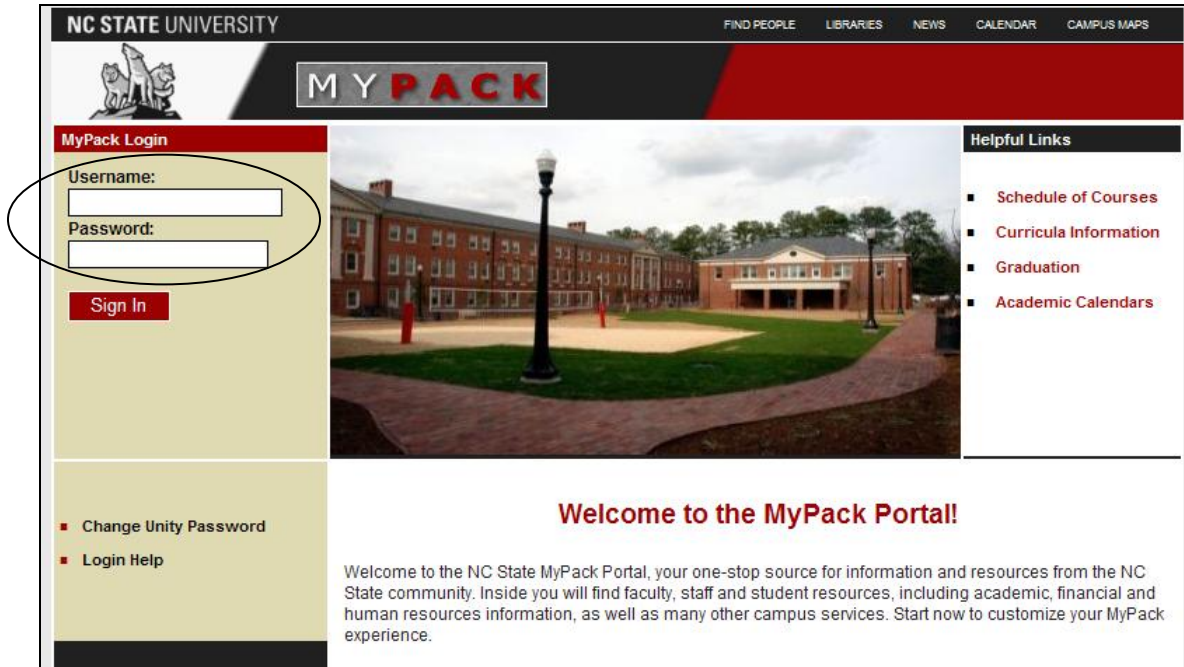 NC STATE UNIVERSITY
FIND PEOPLE LIBRARIES NEWS CALENDAR CAMPUS MAPS
MYPACK
MyPack Login
Username:
Password:
Sign In
Helpful Links
Schedule of Courses
Curricula Information
Graduation
Academic Calendars
Change Unity Password
Login Help
Welcome to the MyPack Portal!
Welcome to the NC State MyPack Portal, your one-stop source for information and resources from the NC
State community. Inside you will find faculty, staff and student resources, including academic, financial and
human resources information, as well as many other campus services. Start now to customize your MyPack
experience.